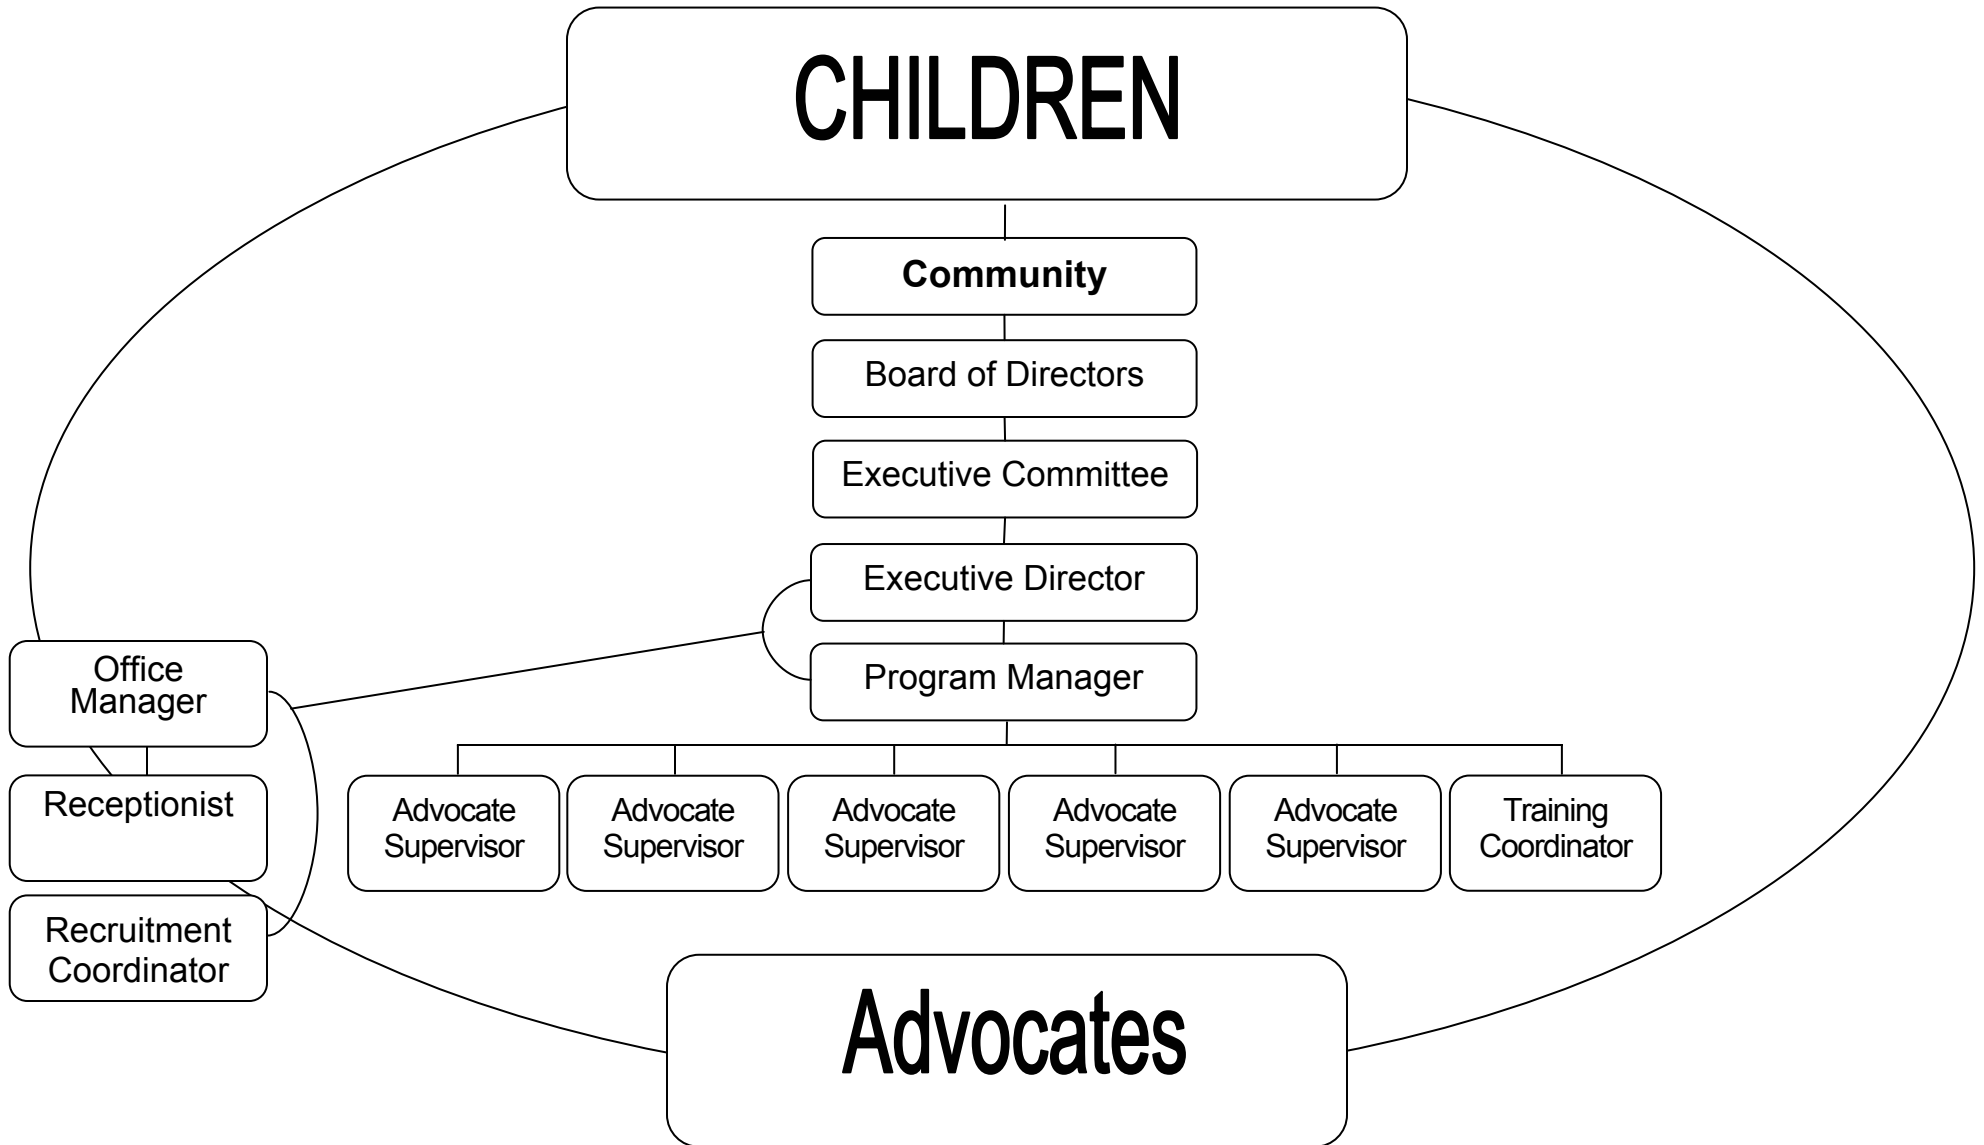 CHILDREN
Community
Board of Directors
Executive Committee
Executive Director
Program Manager
Office
Manager
Receptionist
Recruitment
Coordinator
Advocate
Supervisor
Advocate
Supervisor
Advocate
Supervisor
Advocate
Supervisor
Advocate
Supervisor
Training
Coordinator
Advocates